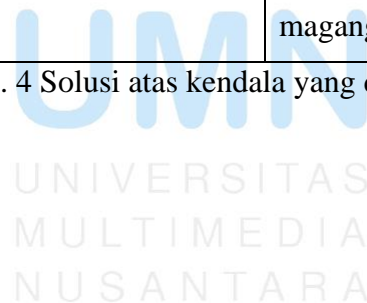 magang
. 4 Solusi atas kendala yang
UMN
UNIVERSITAS
MULTIMEDIA
NUSANTARA